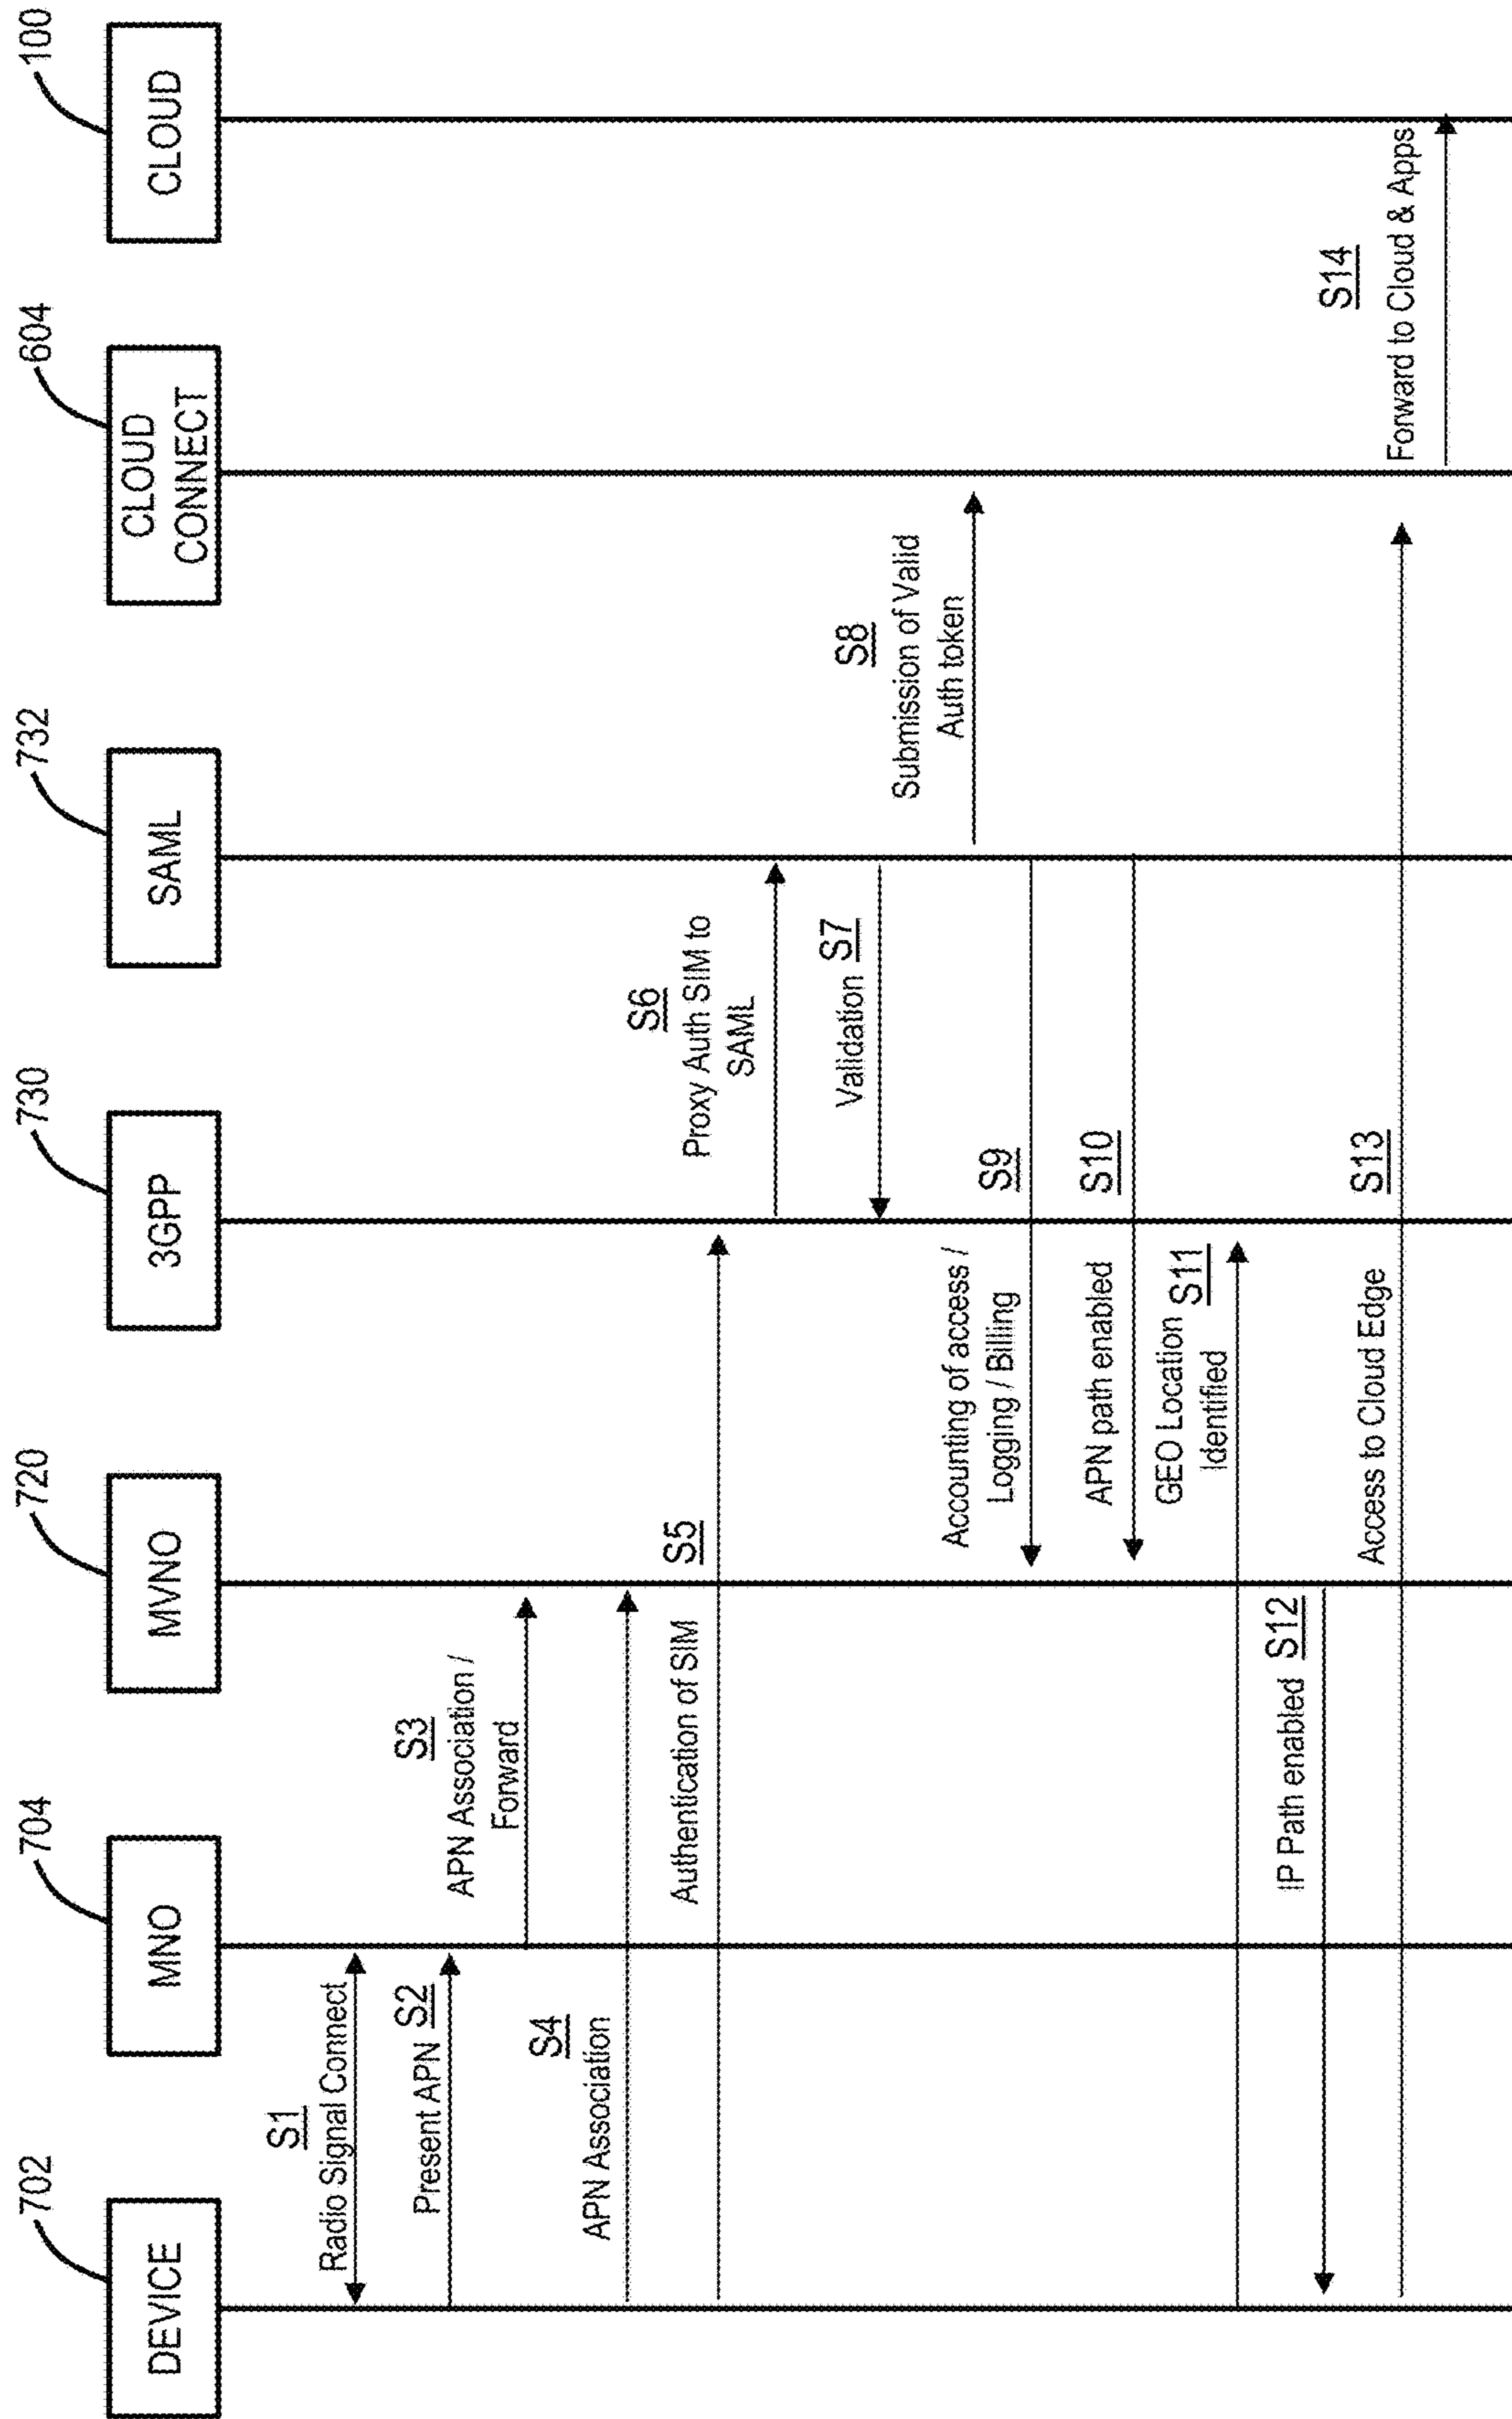 702
704
720
730
732
604
100
DEVICE
MNO
MVNO
3GPP
SAML
CLOUD
CONNECT
CLOUD
S1
Radio Signal Connect
Present APN S2
S3
APN Association /
Forward
S4
APN Association
S5
Authentication of SIM
S6
Proxy Auth SIM to
SAML
Validation S7
S8
Submission of Valid
Auth token
S9
Accounting of access /
Logging / Billing
S10
APN path enabled
GEO Location S11
Identified
IP Path enabled S12
S13
Access to Cloud Edge
S14
Forward to Cloud & Apps